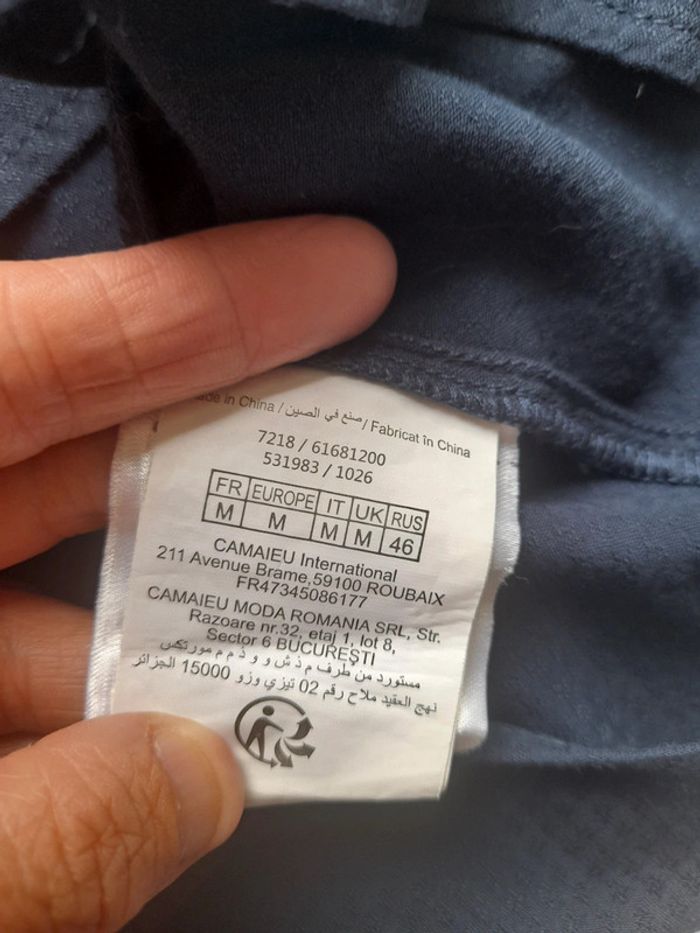 ade in China / صنع في الصين / Fabricat în China
7218 / 61681200
531983 / 1026
FR EUROPE IT UK RUS
M M M M 46
CAMAIEU International
211 Avenue Brame,59100 ROUBAIX
FR47345086177
CAMAIEU MODA ROMANIA SRL, Str.
Razoare nr.32, etaj 1, lot 8,
Sector 6 BUCUREŞTI
مستورد من طرف م ذ ش و و ذ م م مورتكس
نهج العقيد ملاح رقم 02 تيزي وزو 15000 الجزائر